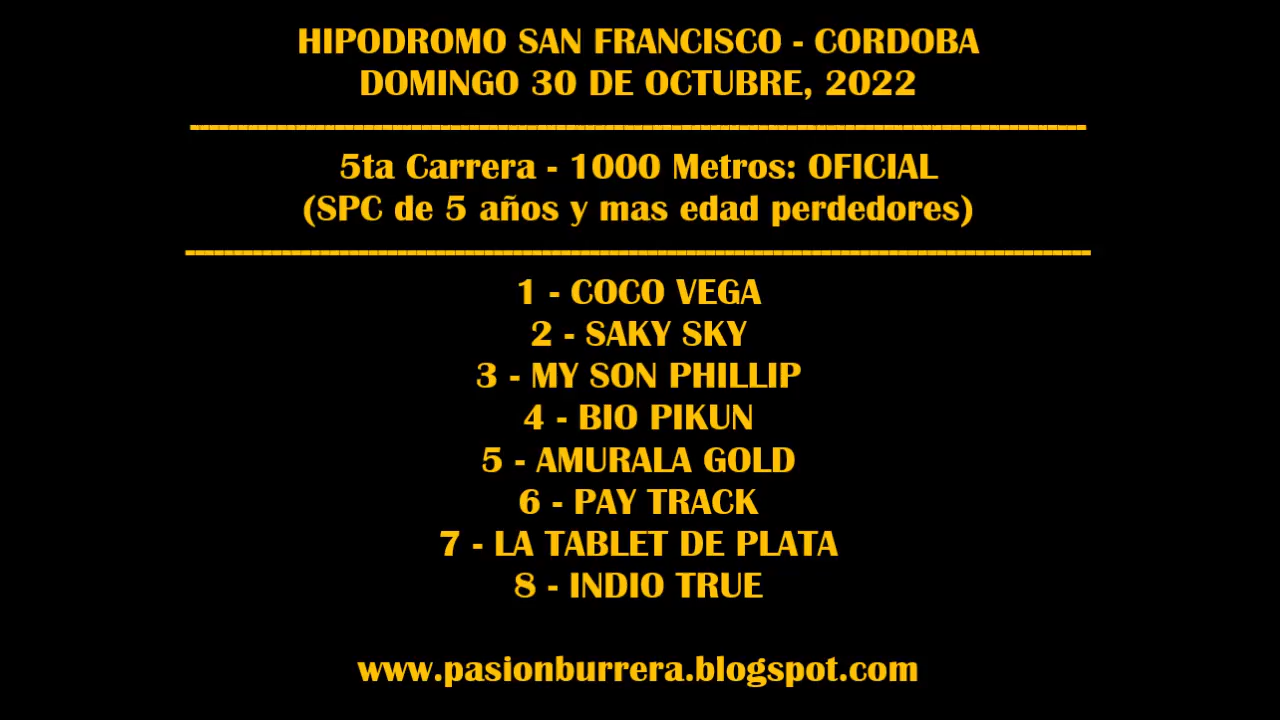 HIPODROMO SAN FRANCISCO - CORDOBA
DOMINGO 30 DE OCTUBRE, 2022
5ta Carrera - 1000 Metros: OFICIAL
(SPC de 5 años y mas edad perdedores)
1 - COCO VEGA
2 - SAKY SKY
3 - MY SON PHILLIP
4 - BIO PIKUN
5 - AMURALA GOLD
6 - PAY TRACK
7 - LA TABLET DE PLATA
8 - INDIO TRUE
www.pasionburrera.blogspot.com